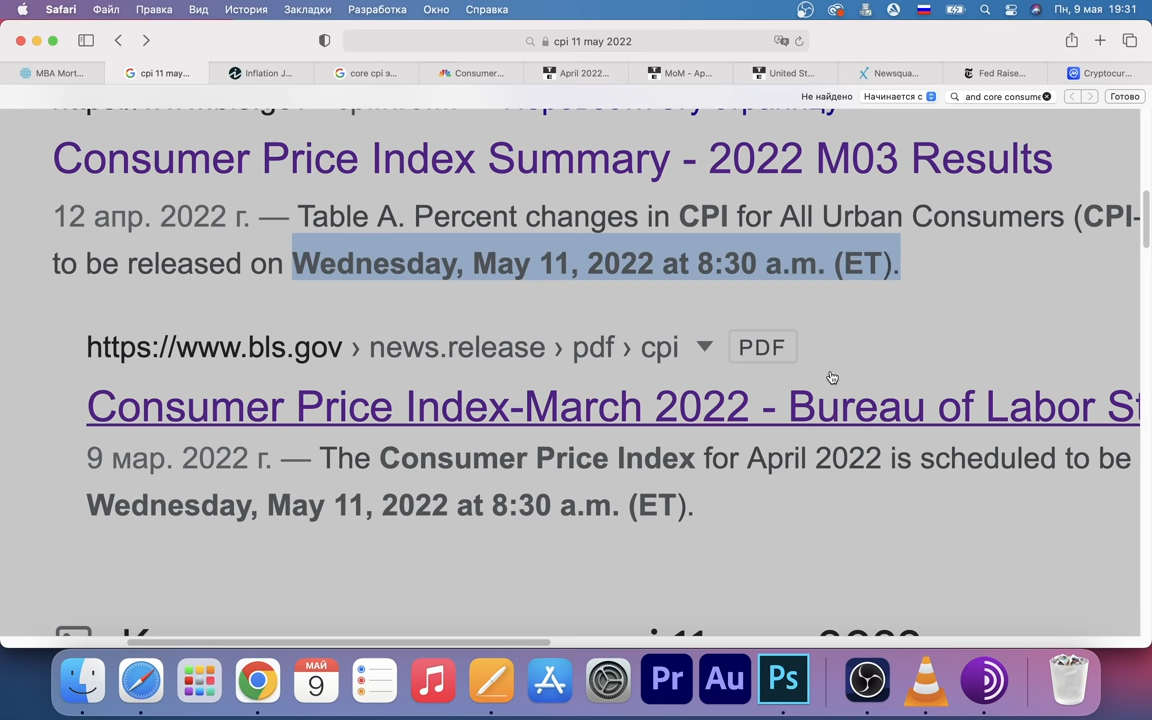 Safari Файл Правка Вид История Закладки Разработка Окно Справка Пн, 9 мая 19:31
cpi 11 may 2022
MBA Mort... cpi 11 may... Inflation J... core cpi э... Consumer... April 2022... MoM - Ap... United St... Newsqua... Fed Raise... Cryptocur...
Не найдено Начинается с and core consume Готово
Consumer Price Index Summary - 2022 M03 Results
12 апр. 2022 г. — Table A. Percent changes in CPI for All Urban Consumers (CPI-
to be released on Wednesday, May 11, 2022 at 8:30 a.m. (ET).
https://www.bls.gov › news.release › pdf › cpi PDF
Consumer Price Index-March 2022 - Bureau of Labor St
9 мар. 2022 г. — The Consumer Price Index for April 2022 is scheduled to be
Wednesday, May 11, 2022 at 8:30 a.m. (ET).
МАЙ
9
Pr Au Ps